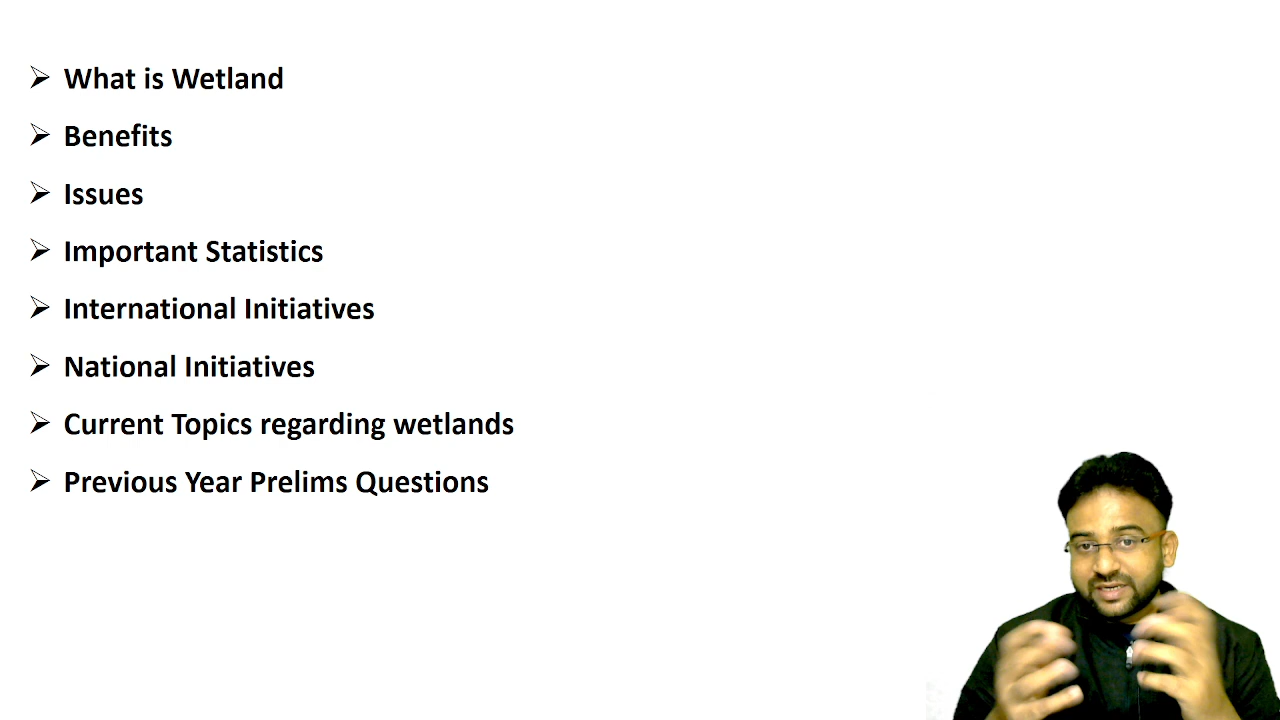 What is Wetland
Benefits
Issues
Important Statistics
International Initiatives
National Initiatives
Current Topics regarding wetlands
Previous Year Prelims Questions